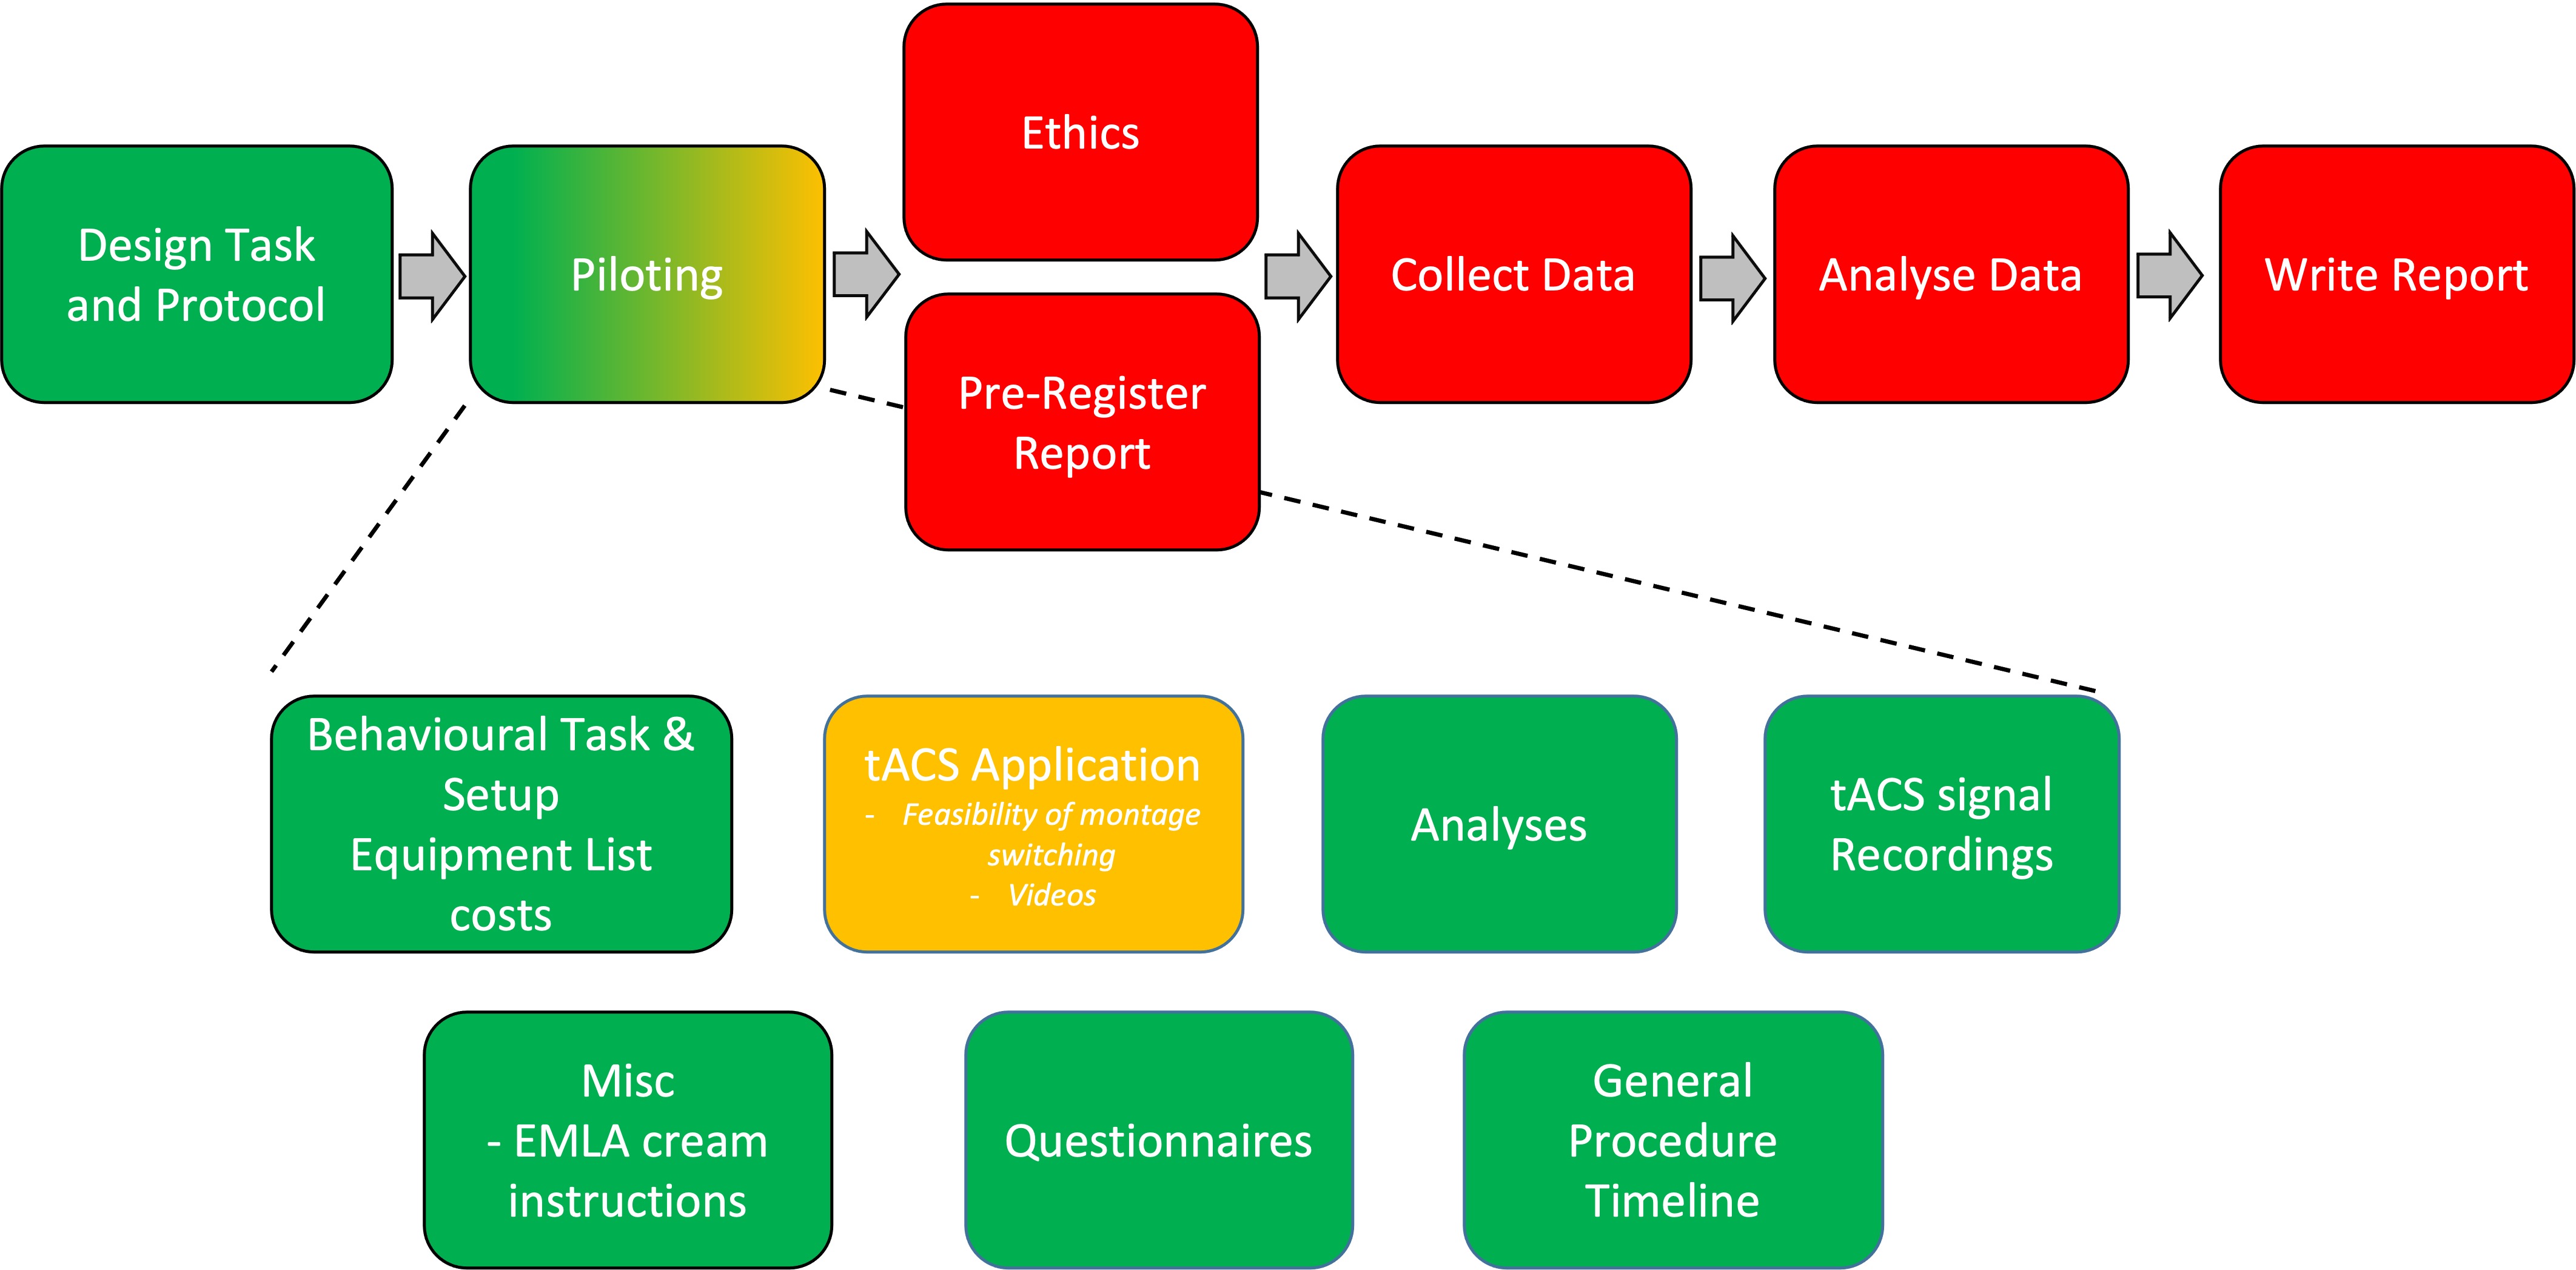 Design Task
and Protocol
Piloting
Ethics
Pre-Register
Report
Collect Data
Analyse Data
Write Report
Behavioural Task &
Setup
Equipment List
costs
tACS Application
- Feasibility of montage
switching
- Videos
Analyses
tACS signal
Recordings
Misc
- EMLA cream
instructions
Questionnaires
General
Procedure
Timeline